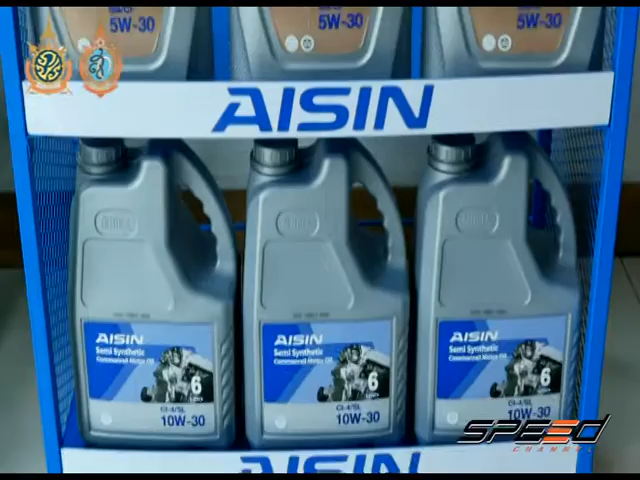 5W-30 5W-30 5W-30
AISIN
AISIN AISIN AISIN
Semi Synthetic Semi Synthetic Semi Synthetic
Commercial Motor Oil Commercial Motor Oil Commercial Motor Oil
6 6 6
CI-4/SL CI-4/SL CI-4/SL
10W-30 10W-30 10W-30
SPEED
CHANNEL
AISIN